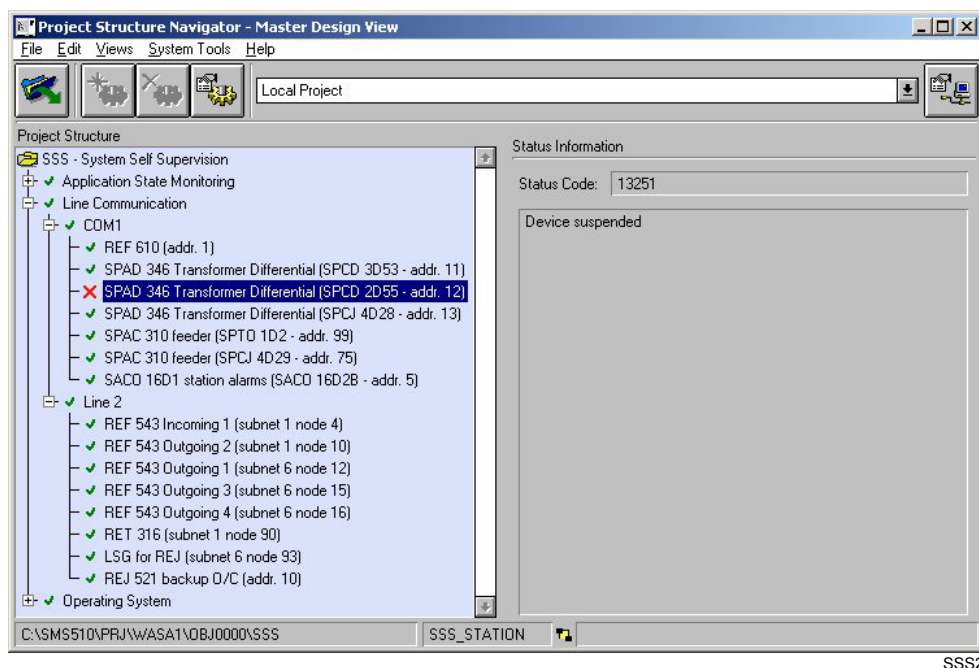 Project Structure Navigator - Master Design View
File Edit Views System Tools Help
Local Project
Project Structure
SSS - System Self Supervision
Application State Monitoring
Line Communication
COM1
REF 610 (addr. 1)
SPAD 346 Transformer Differential (SPCD 3D53 - addr. 11)
SPAD 346 Transformer Differential (SPCD 2D55 - addr. 12)
SPAD 346 Transformer Differential (SPCJ 4D28 - addr. 13)
SPAC 310 feeder (SPTO 1D2 - addr. 99)
SPAC 310 feeder (SPCJ 4D29 - addr. 75)
SACO 16D1 station alarms (SACO 16D2B - addr. 5)
Line 2
REF 543 Incoming 1 (subnet 1 node 4)
REF 543 Outgoing 2 (subnet 1 node 10)
REF 543 Outgoing 1 (subnet 6 node 12)
REF 543 Outgoing 3 (subnet 6 node 15)
REF 543 Outgoing 4 (subnet 6 node 16)
RET 316 (subnet 1 node 90)
LSG for REJ (subnet 6 node 93)
REJ 521 backup O/C (addr. 10)
Operating System
Status Information
Status Code: 13251
Device suspended
C:\SMS510\PRJ\WASA1\OBJ0000\SSS
SSS_STATION